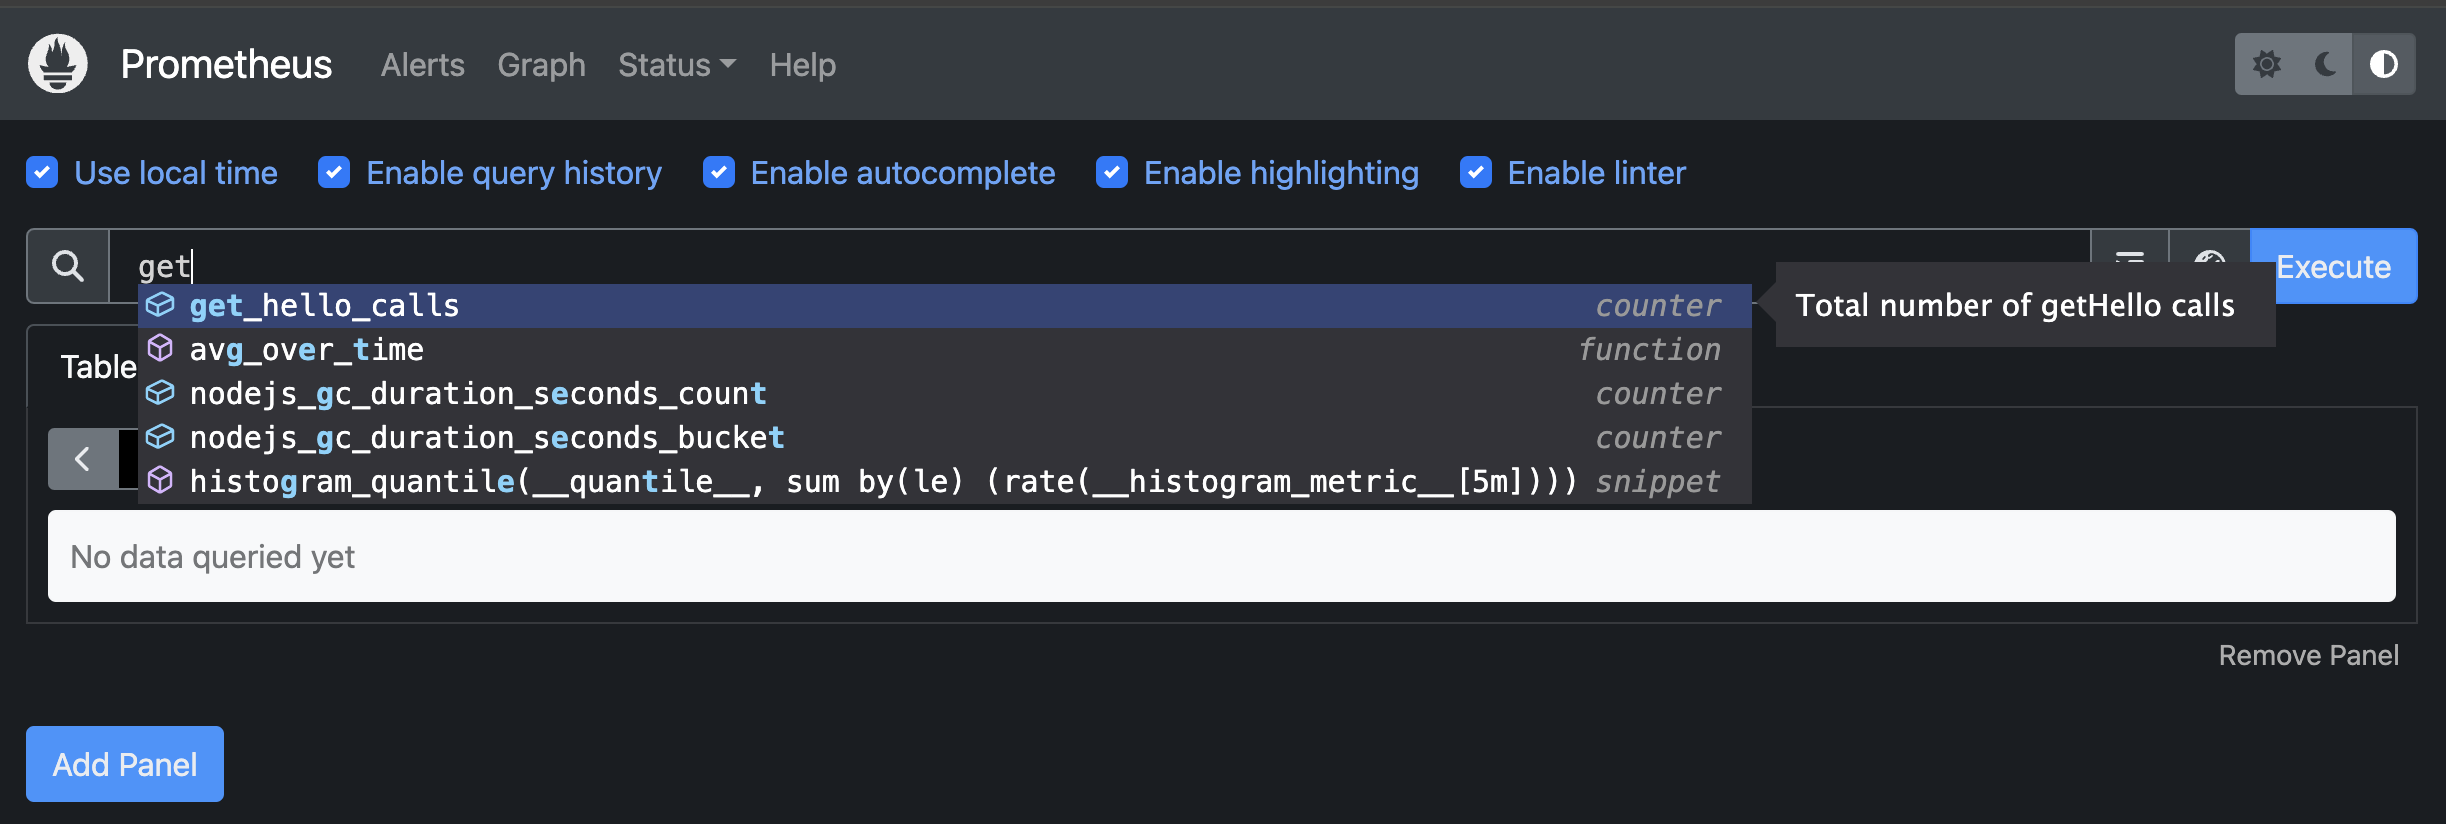 Prometheus Alerts Graph Status Help
Use local time Enable query history Enable autocomplete Enable highlighting Enable linter
get Execute
get_hello_calls counter Total number of getHello calls
avg_over_time function
Table
nodejs_gc_duration_seconds_count counter
nodejs_gc_duration_seconds_bucket counter
histogram_quantile(__quantile__, sum by(le) (rate(__histogram_metric__[5m]))) snippet
No data queried yet
Remove Panel
Add Panel